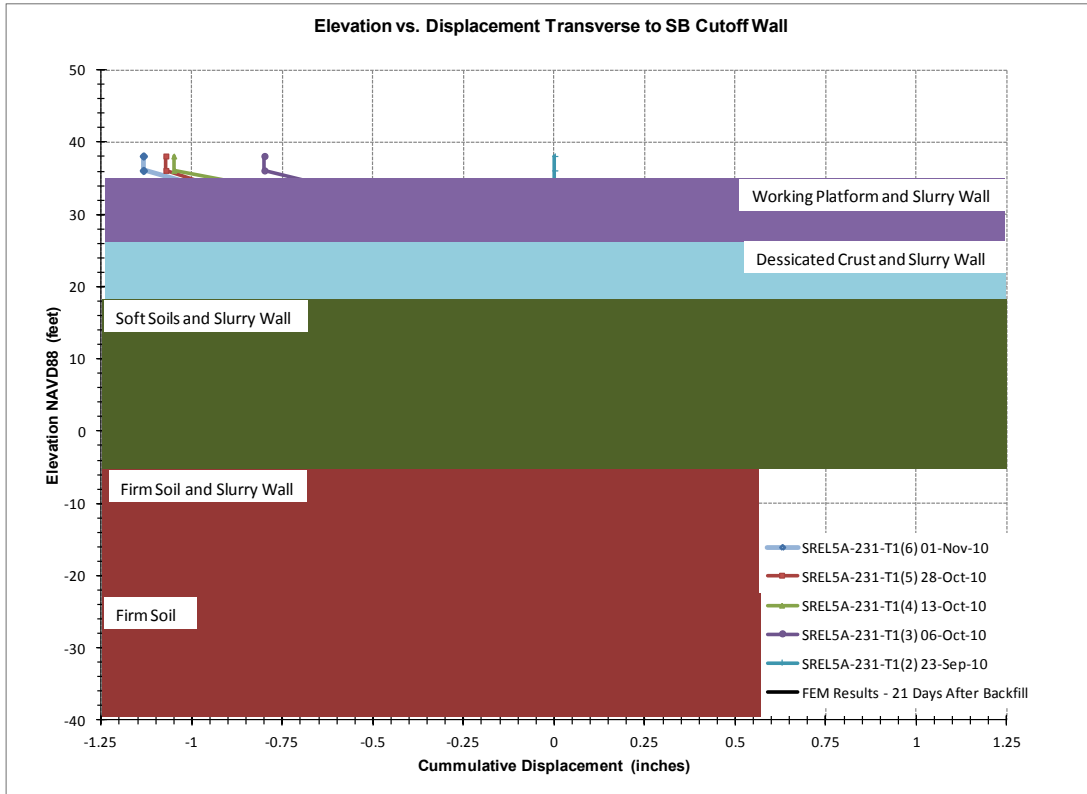 Elevation vs. Displacement Transverse to SB Cutoff Wall
50
40
30
20
10
0
-10
-20
-30
-40
Elevation NAVD88 (feet)
Working Platform and Slurry Wall
Dessicated Crust and Slurry Wall
Soft Soils and Slurry Wall
Firm Soil and Slurry Wall
Firm Soil
SREL5A-231-T1(6) 01-Nov-10
SREL5A-231-T1(5) 28-Oct-10
SREL5A-231-T1(4) 13-Oct-10
SREL5A-231-T1(3) 06-Oct-10
SREL5A-231-T1(2) 23-Sep-10
FEM Results - 21 Days After Backfill
-1.25 -1 -0.75 -0.5 -0.25 0 0.25 0.5 0.75 1 1.25
Cummulative Displacement (inches)